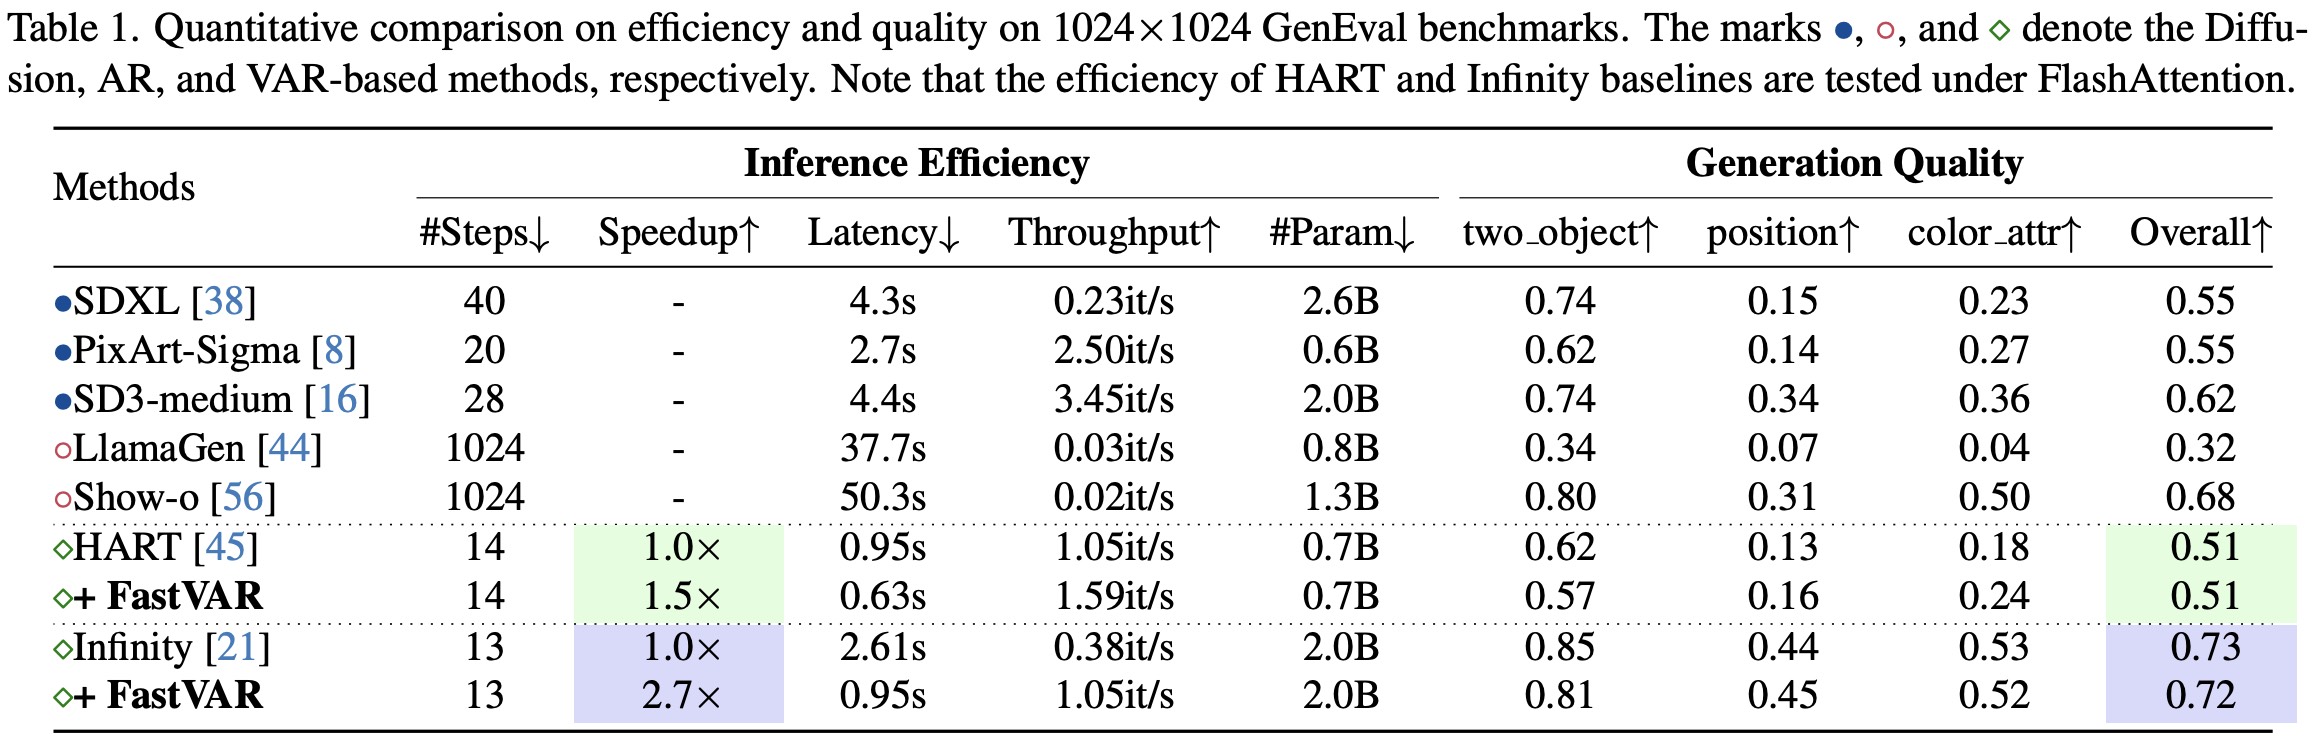 Table 1. Quantitative comparison on efficiency and quality on 1024×1024 GenEval benchmarks. The marks ●, ○, and ◇ denote the Diffu-
sion, AR, and VAR-based methods, respectively. Note that the efficiency of HART and Infinity baselines are tested under FlashAttention.
Methods Inference Efficiency Generation Quality
#Steps↓ Speedup↑ Latency↓ Throughput↑ #Param↓ two_object↑ position↑ color_attr↑ Overall↑
●SDXL [38] 40 - 4.3s 0.23it/s 2.6B 0.74 0.15 0.23 0.55
●PixArt-Sigma [8] 20 - 2.7s 2.50it/s 0.6B 0.62 0.14 0.27 0.55
●SD3-medium [16] 28 - 4.4s 3.45it/s 2.0B 0.74 0.34 0.36 0.62
○LlamaGen [44] 1024 - 37.7s 0.03it/s 0.8B 0.34 0.07 0.04 0.32
○Show-o [56] 1024 - 50.3s 0.02it/s 1.3B 0.80 0.31 0.50 0.68
◇HART [45] 14 1.0× 0.95s 1.05it/s 0.7B 0.62 0.13 0.18 0.51
◇+ FastVAR 14 1.5× 0.63s 1.59it/s 0.7B 0.57 0.16 0.24 0.51
◇Infinity [21] 13 1.0× 2.61s 0.38it/s 2.0B 0.85 0.44 0.53 0.73
◇+ FastVAR 13 2.7× 0.95s 1.05it/s 2.0B 0.81 0.45 0.52 0.72